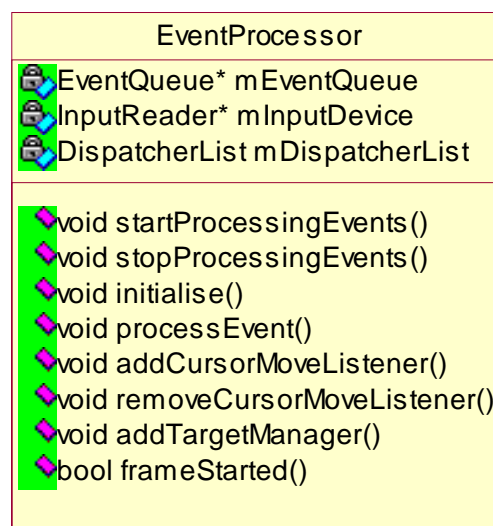 EventProcessor
EventQueue* mEventQueue
InputReader* mInputDevice
DispatcherList mDispatcherList
void startProcessingEvents()
void stopProcessingEvents()
void initialise()
void processEvent()
void addCursorMoveListener()
void removeCursorMoveListener()
void addTargetManager()
bool frameStarted()